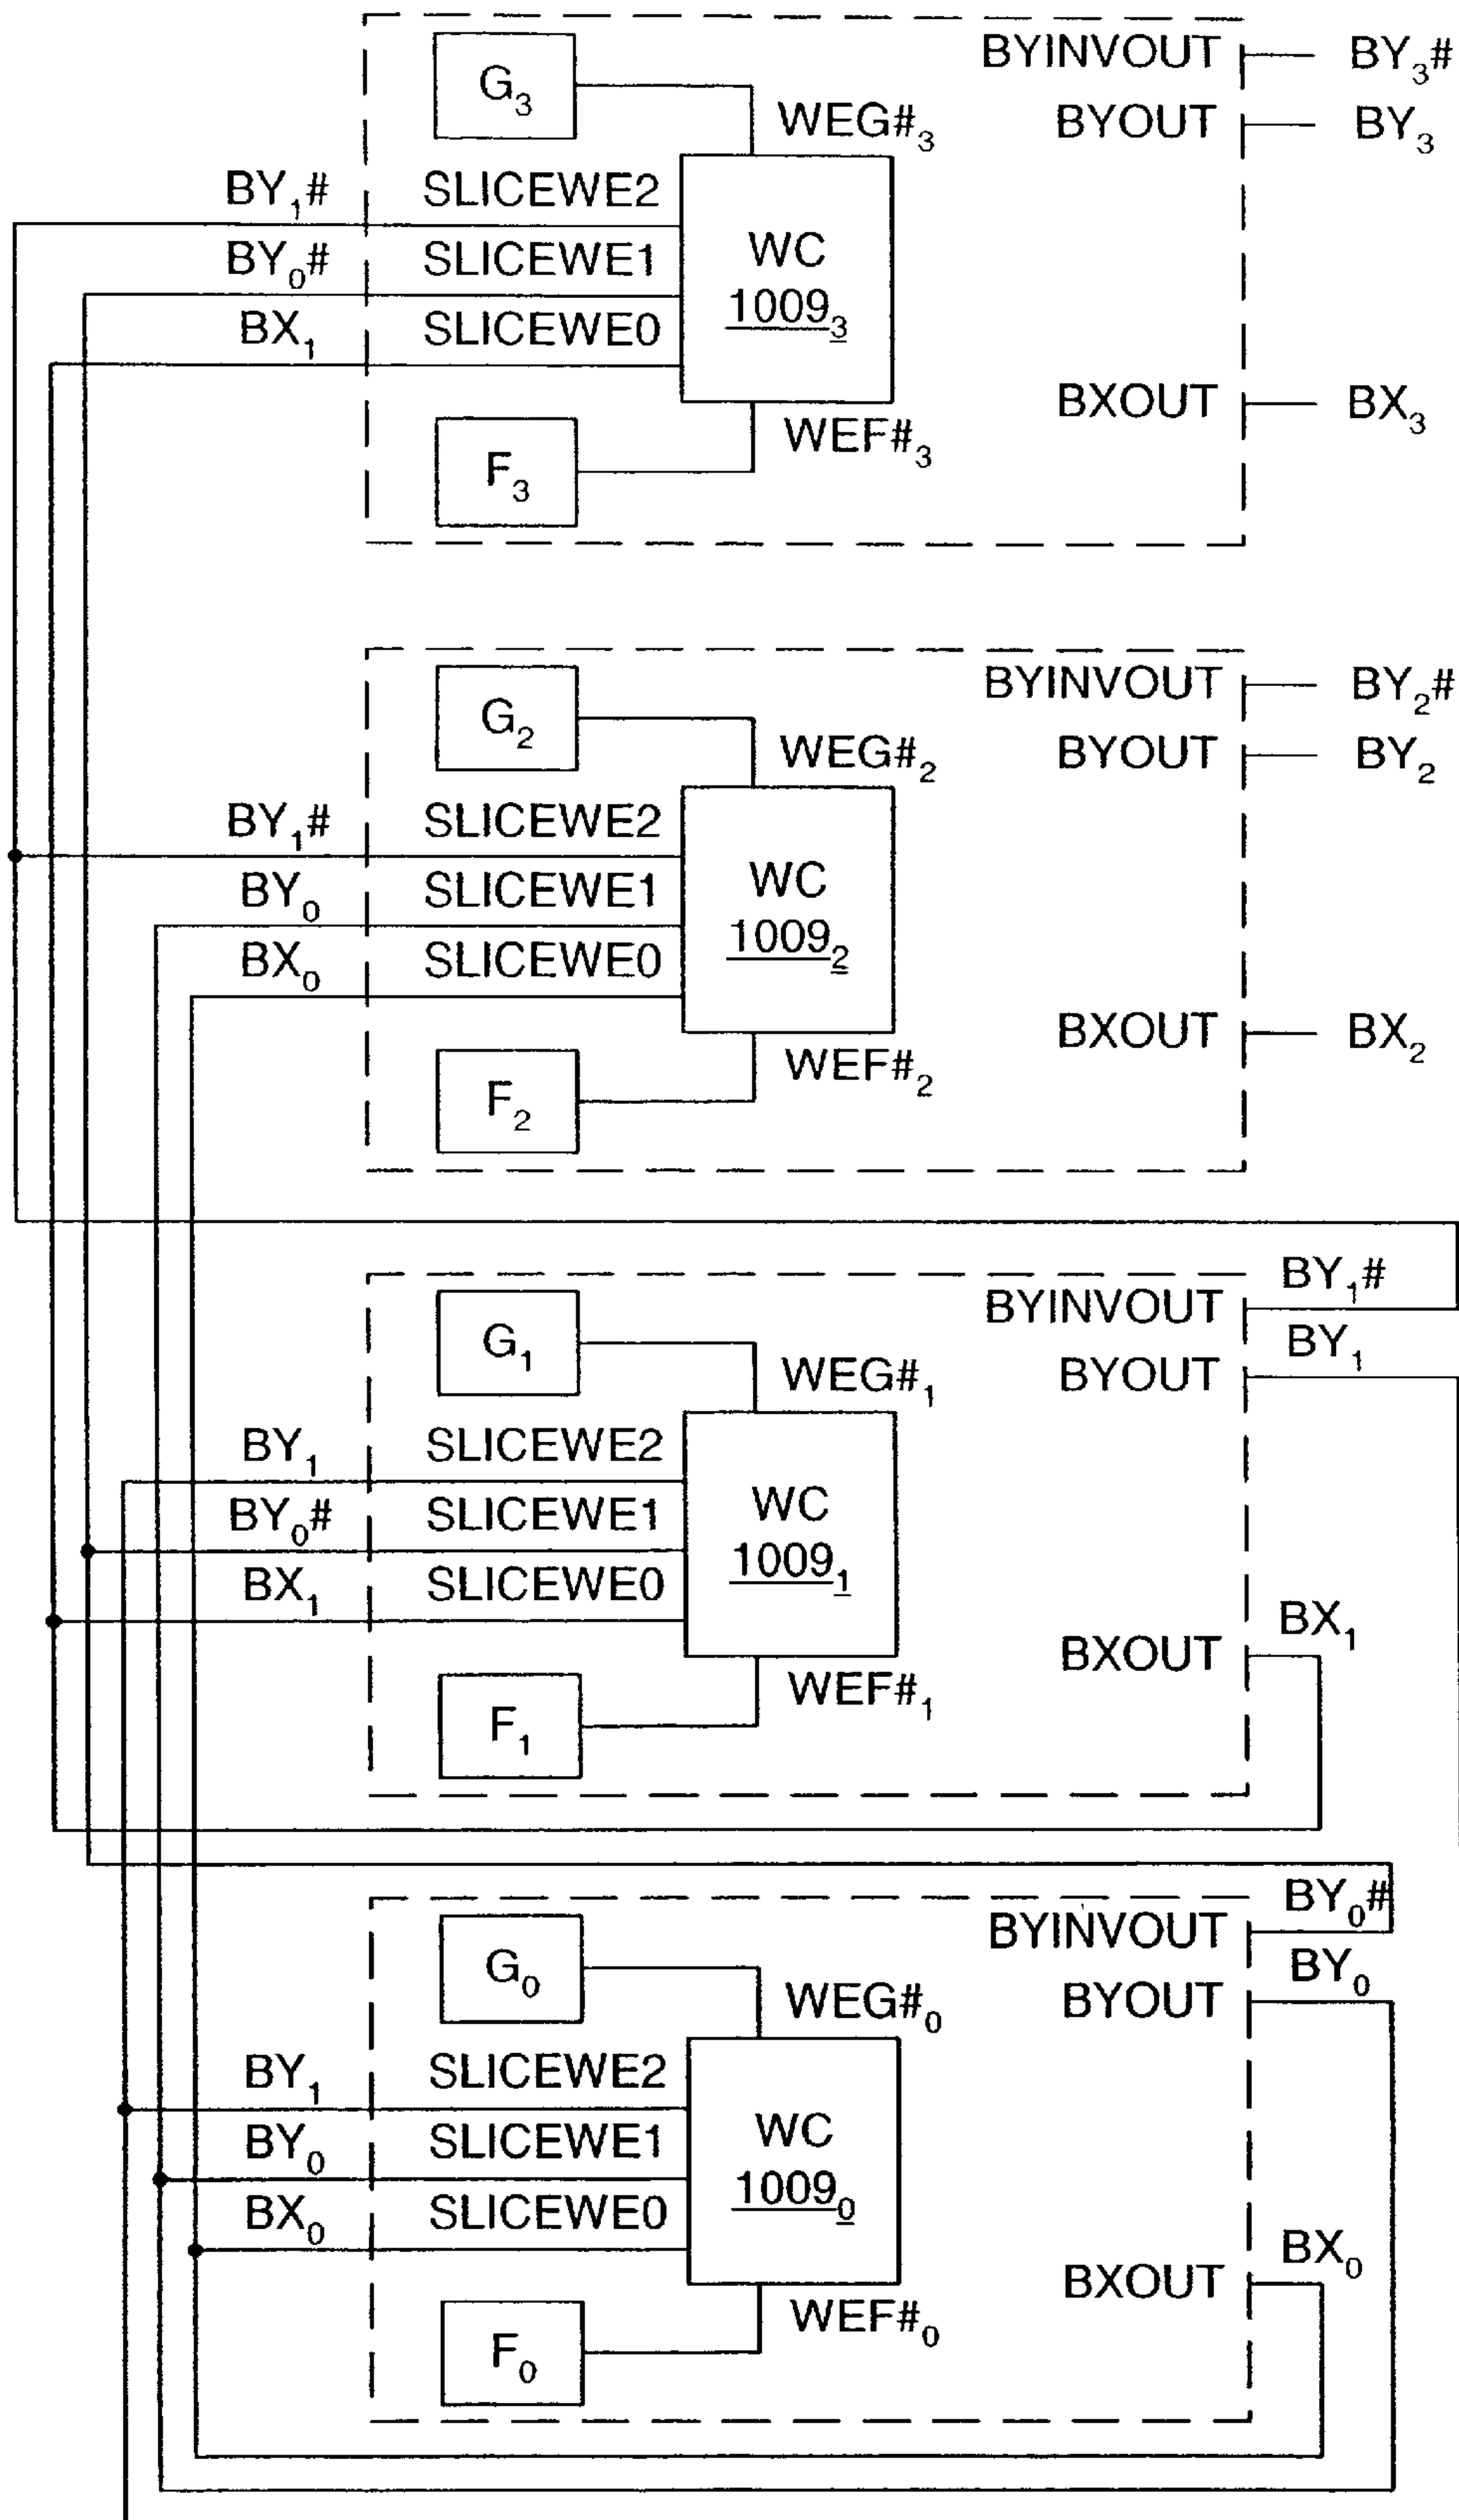 BYINVOUT BY₃#
G₃
BYOUT BY₃
WEG#₃
BY₁# SLICEWE2
BY₀# SLICEWE1
WC
1009₃
BX₁ SLICEWE0
BXOUT BX₃
WEF#₃
F₃
BYINVOUT BY₂#
G₂
BYOUT BY₂
WEG#₂
BY₁# SLICEWE2
BY₀ SLICEWE1
WC
1009₂
BX₀ SLICEWE0
BXOUT BX₂
WEF#₂
F₂
BY₁#
BYINVOUT
G₁
BY₁
BYOUT
WEG#₁
BY₁ SLICEWE2
BY₀# SLICEWE1
WC
1009₁
BX₁ SLICEWE0
BX₁
BXOUT
WEF#₁
F₁
BY₀#
BYINVOUT
G₀
BY₀
BYOUT
WEG#₀
BY₁ SLICEWE2
BY₀ SLICEWE1
WC
1009₀
BX₀ SLICEWE0
BX₀
BXOUT
WEF#₀
F₀